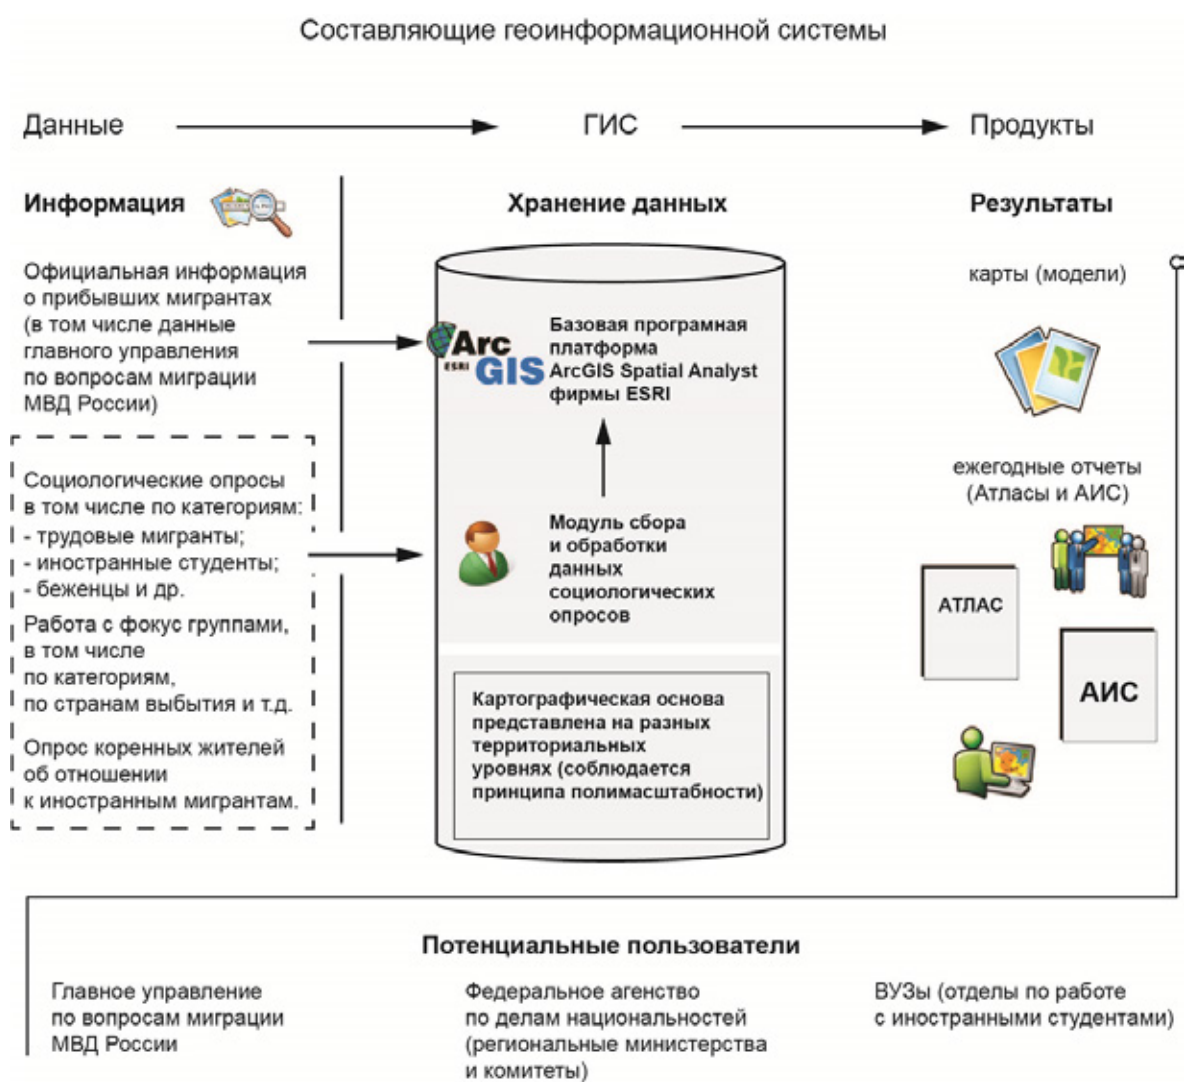 Составляющие геоинформационной системы
Данные
ГИС
Продукты
Информация
Официальная информация
о прибывших мигрантах
(в том числе данные
главного управления
по вопросам миграции
МВД России)
Социологические опросы
в том числе по категориям:
- трудовые мигранты;
- иностранные студенты;
- беженцы и др.
Работа с фокус группами,
в том числе
по категориям,
по странам выбытия и т.д.
Опрос коренных жителей
об отношении
к иностранным мигрантам.
Хранение данных
Arc
ESRI
GIS
Базовая програмная
платформа
ArcGIS Spatial Analyst
фирмы ESRI
Модуль сбора
и обработки
данных
социологических
опросов
Картографическая основа
представлена на разных
территориальных
уровнях (соблюдается
принципа полимасштабности)
Результаты
карты (модели)
ежегодные отчеты
(Атласы и АИС)
АТЛАС
АИС
Потенциальные пользователи
Главное управление
по вопросам миграции
МВД России
Федеральное агенство
по делам национальностей
(региональные министерства
и комитеты)
ВУЗы (отделы по работе
с иностранными студентами)